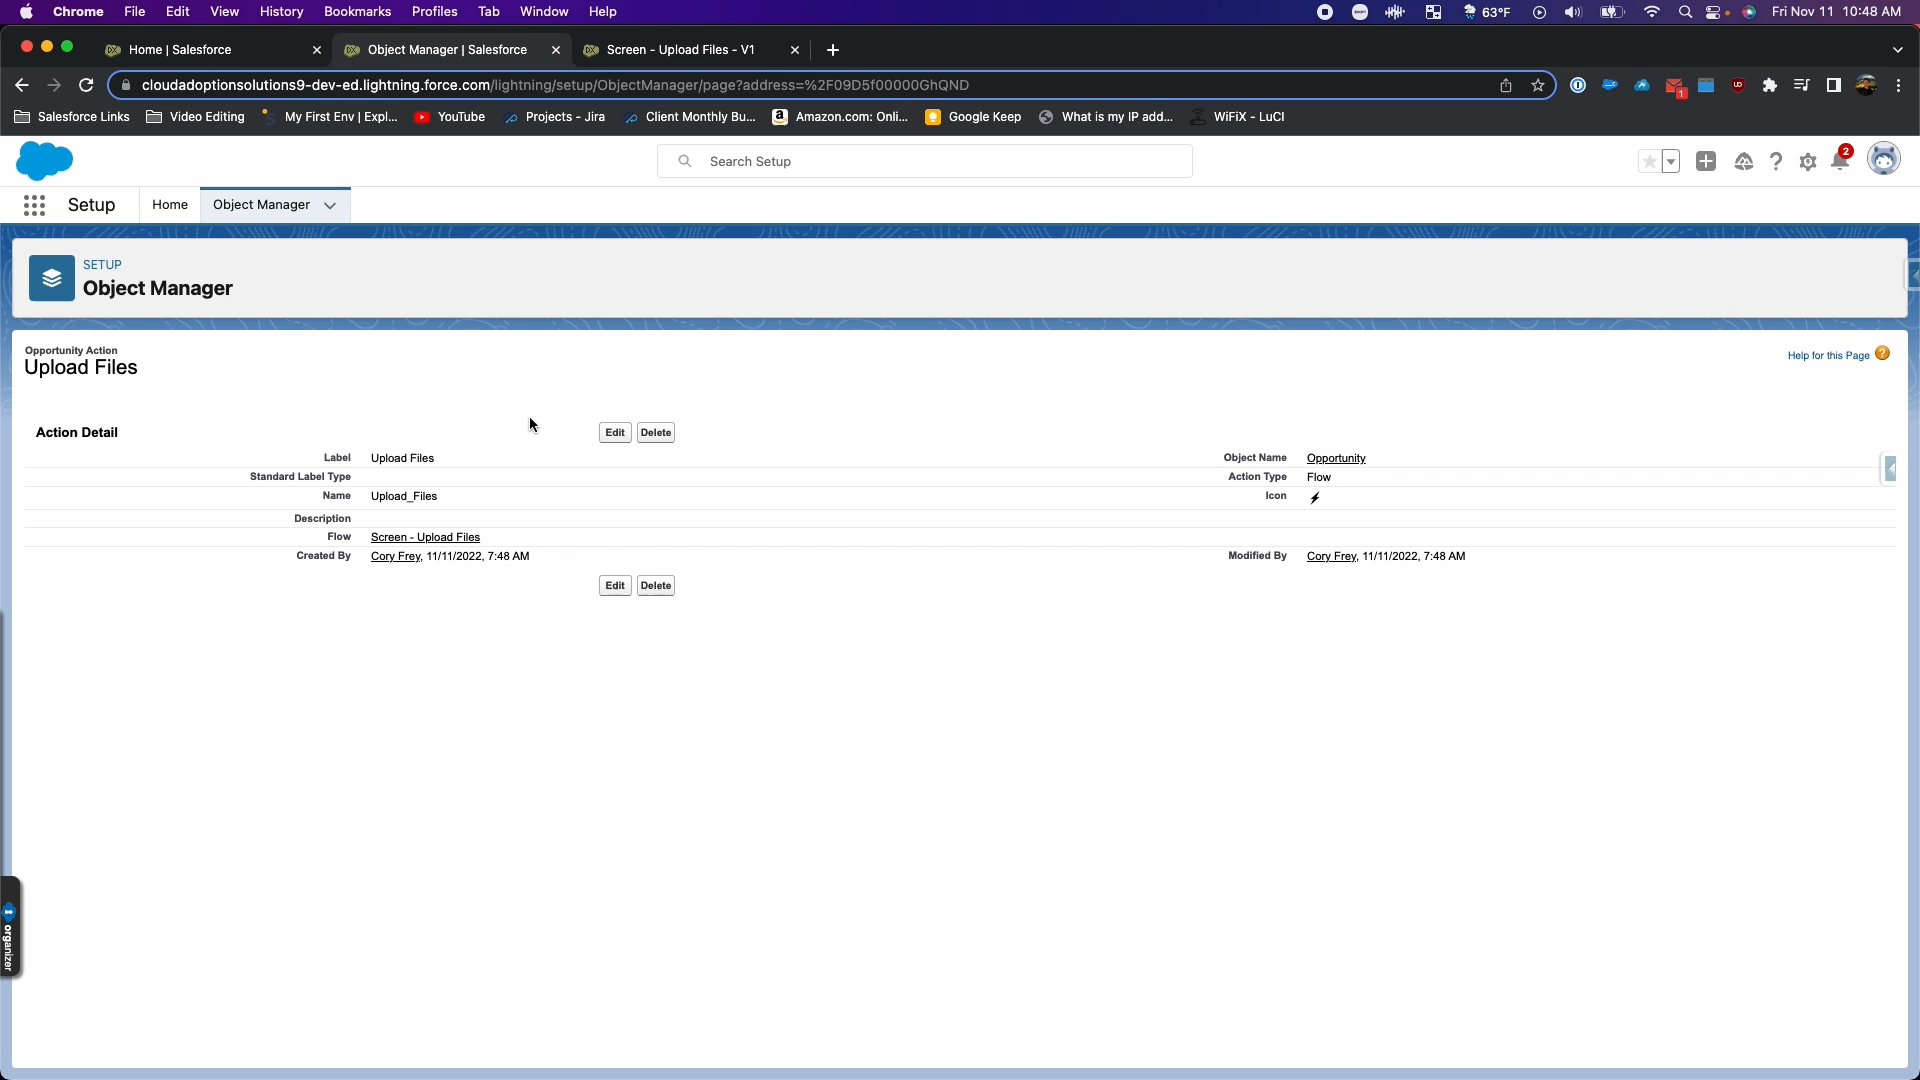 Chrome File Edit View History Bookmarks Profiles Tab Window Help 63°F Fri Nov 11 10:48 AM
Home | Salesforce Object Manager | Salesforce Screen - Upload Files - V1
cloudadoptionsolutions9-dev-ed.lightning.force.com/lightning/setup/ObjectManager/page?address=%2F09D5f00000GhQND 1
Salesforce Links Video Editing My First Env | Expl... YouTube Projects - Jira Client Monthly Bu... Amazon.com: Onli... Google Keep What is my IP add... WiFiX - LuCI
Search Setup 2
Setup Home Object Manager
SETUP
Object Manager
Opportunity Action
Upload Files
Help for this Page ?
Action Detail Edit Delete
Label Upload Files Object Name Opportunity
Standard Label Type Action Type Flow
Name Upload_Files Icon
Description
Flow Screen - Upload Files
Created By Cory Frey, 11/11/2022, 7:48 AM Modified By Cory Frey, 11/11/2022, 7:48 AM
Edit Delete
organizer